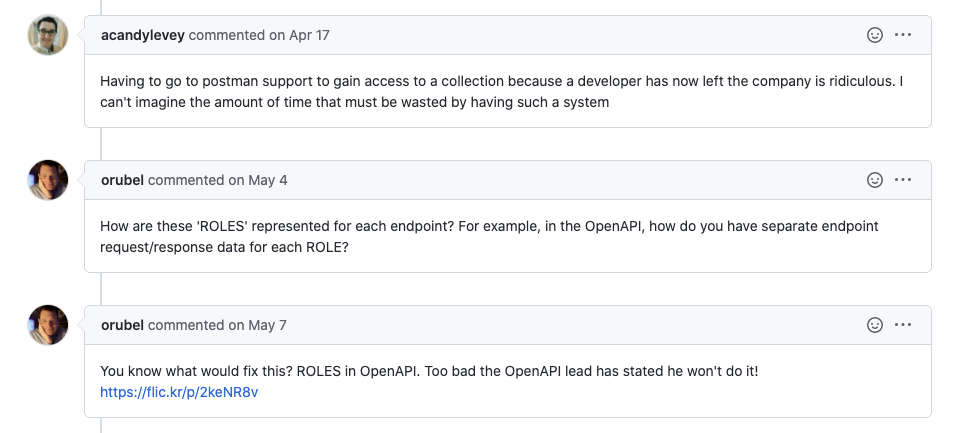 acandylevey commented on Apr 17
Having to go to postman support to gain access to a collection because a developer has now left the company is ridiculous. I
can't imagine the amount of time that must be wasted by having such a system
orubel commented on May 4
How are these 'ROLES' represented for each endpoint? For example, in the OpenAPI, how do you have separate endpoint
request/response data for each ROLE?
orubel commented on May 7
You know what would fix this? ROLES in OpenAPI. Too bad the OpenAPI lead has stated he won't do it!
https://flic.kr/p/2keNR8v